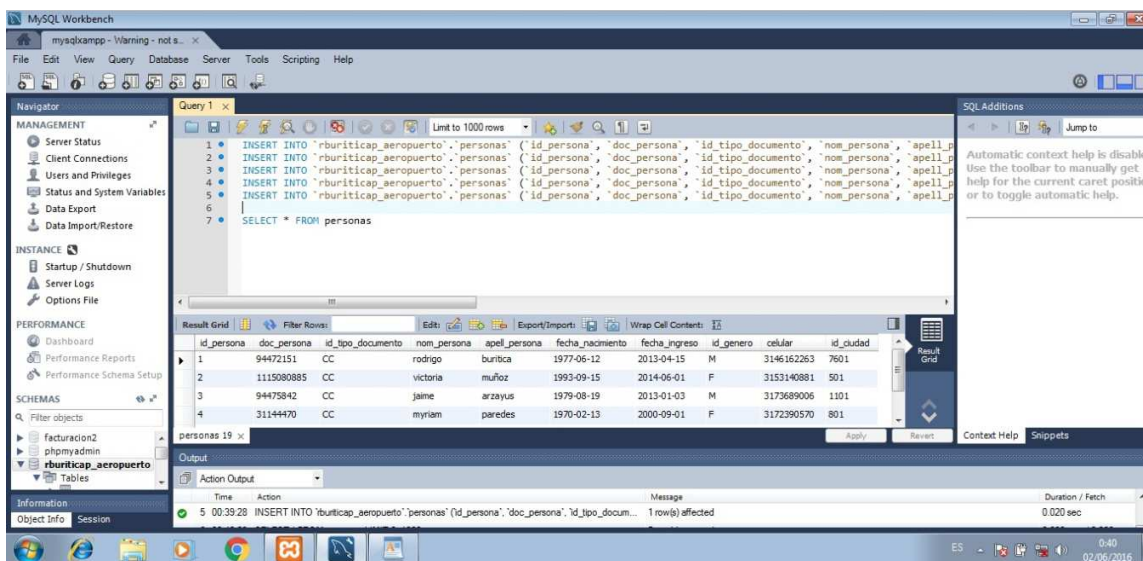 MySQL Workbench
mysqlxampp - Warning - not s...
File Edit View Query Database Server Tools Scripting Help
Navigator
MANAGEMENT
Server Status
Client Connections
Users and Privileges
Status and System Variables
Data Export
Data Import/Restore
INSTANCE
Startup / Shutdown
Server Logs
Options File
PERFORMANCE
Dashboard
Performance Reports
Performance Schema Setup
SCHEMAS
Filter objects
facturacion2
phpmyadmin
rburiticap_aeropuerto
Tables
Information
Object Info Session
Query 1
Limit to 1000 rows
1 INSERT INTO `rburiticap_aeropuerto`.`personas` (`id_persona`, `doc_persona`, `id_tipo_documento`, `nom_persona`, `apell_p
2 INSERT INTO `rburiticap_aeropuerto`.`personas` (`id_persona`, `doc_persona`, `id_tipo_documento`, `nom_persona`, `apell_p
3 INSERT INTO `rburiticap_aeropuerto`.`personas` (`id_persona`, `doc_persona`, `id_tipo_documento`, `nom_persona`, `apell_p
4 INSERT INTO `rburiticap_aeropuerto`.`personas` (`id_persona`, `doc_persona`, `id_tipo_documento`, `nom_persona`, `apell_p
5 INSERT INTO `rburiticap_aeropuerto`.`personas` (`id_persona`, `doc_persona`, `id_tipo_documento`, `nom_persona`, `apell_p
6
7 SELECT * FROM personas
Result Grid Filter Rows: Edit: Export/Import: Wrap Cell Content:
id_persona doc_persona id_tipo_documento nom_persona apell_persona fecha_nacimiento fecha_ingreso id_genero celular id_ciudad
1 94472151 CC rodrigo buritica 1977-06-12 2013-04-15 M 3146162263 7601
2 1115080885 CC victoria muñoz 1993-09-15 2014-06-01 F 3153140881 501
3 94475842 CC jaime arzayus 1979-08-19 2013-01-03 M 3173689006 1101
4 31144470 CC myriam paredes 1970-02-13 2000-09-01 F 3172390570 801
Result Grid
personas 19
Apply Revert
Output
Action Output
Time Action Message Duration / Fetch
5 00:39:28 INSERT INTO `rburiticap_aeropuerto`.`personas` (`id_persona`, `doc_persona`, `id_tipo_docum... 1 row(s) affected 0.020 sec
SQL Additions
Jump to
Automatic context help is disabl
Use the toolbar to manually get
help for the current caret positi
or to toggle automatic help.
Context Help Snippets
ES 0:40
02/06/2016